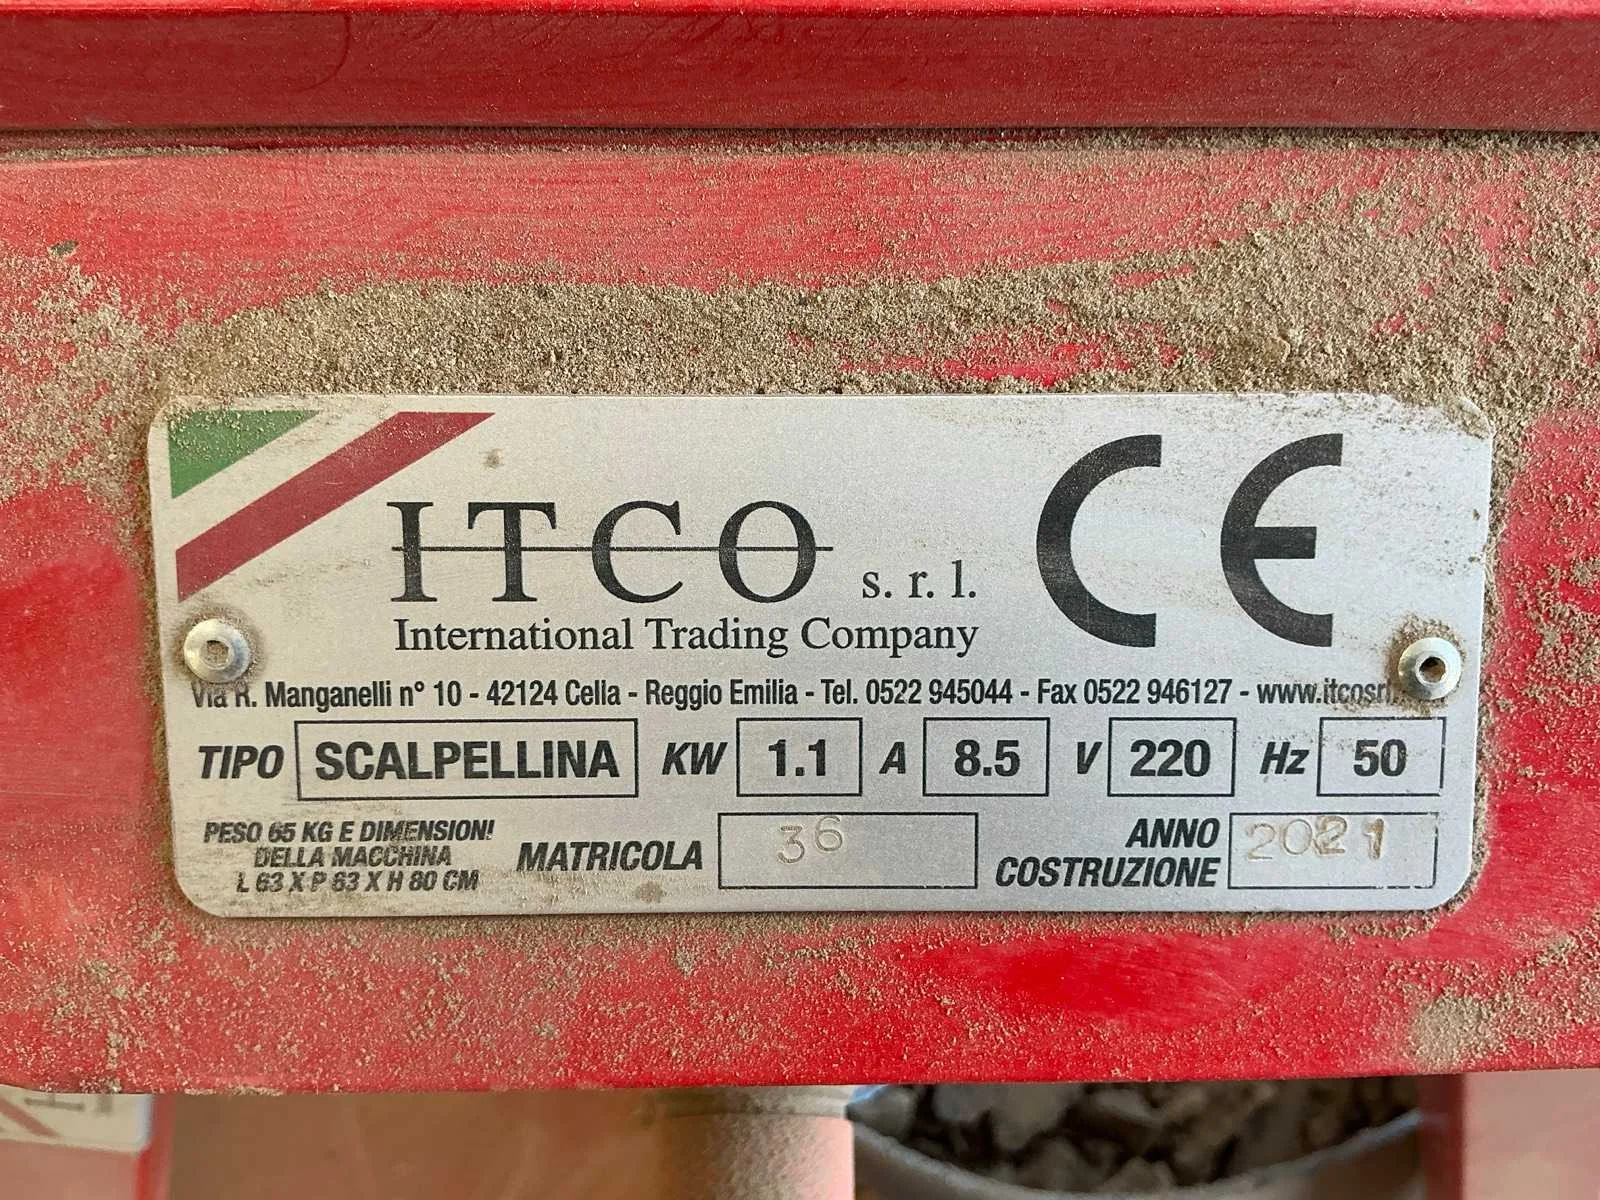 ITCO s. r. l.
International Trading Company
CE
Via R. Manganelli n° 10 - 42124 Cella - Reggio Emilia - Tel. 0522 945044 - Fax 0522 946127 - www.itcosrl.
TIPO SCALPELLINA KW 1.1 A 8.5 V 220 Hz 50
PESO 65 KG E DIMENSIONI
DELLA MACCHINA
L 63 X P 63 X H 80 CM
MATRICOLA 36
ANNO
COSTRUZIONE 2021